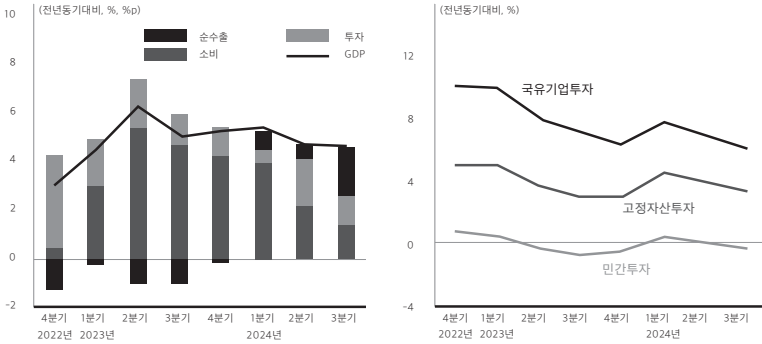 (전년동기대비, %, %p)
순수출
투자
소비
GDP
10
8
6
4
2
0
-2
4분기 1분기 2분기 3분기 4분기 1분기 2분기 3분기
2022년 2023년 2024년
(전년동기대비, %)
12
8
4
0
-4
국유기업투자
고정자산투자
민간투자
4분기 1분기 2분기 3분기 4분기 1분기 2분기 3분기
2022년 2023년 2024년